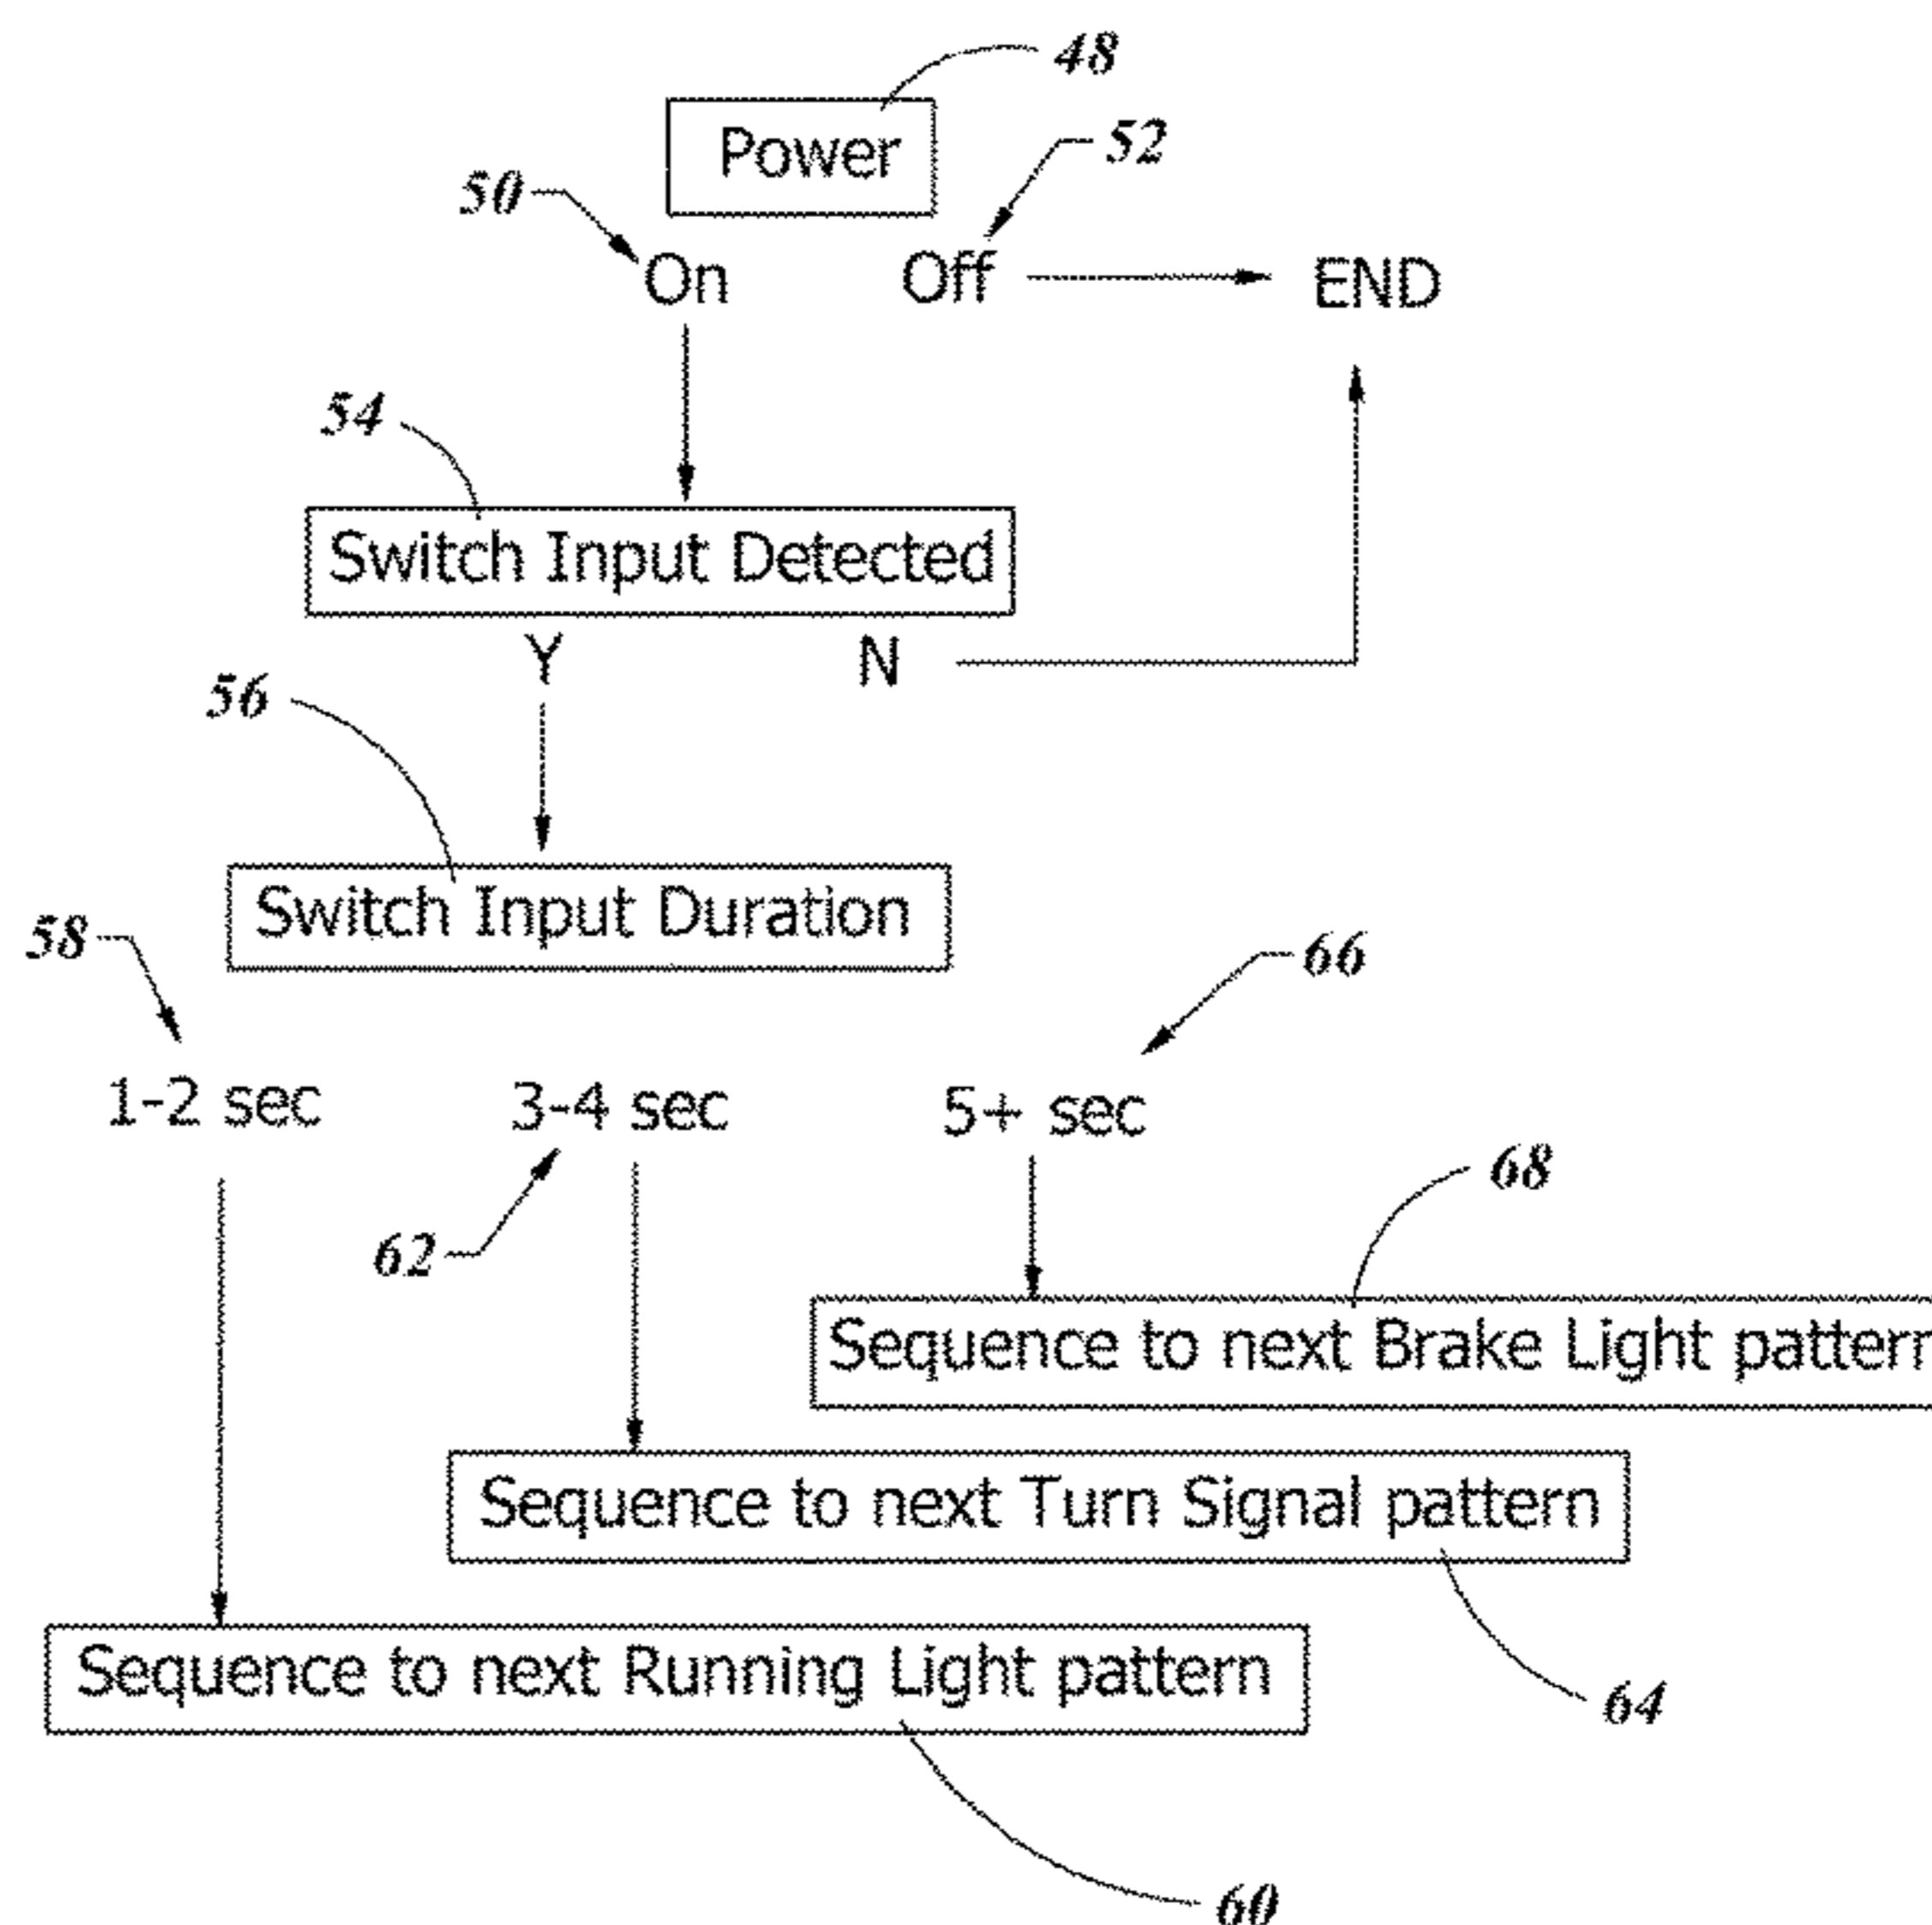 48
Power
52
50
On Off END
54
Switch Input Detected
Y N
56
Switch Input Duration
58
66
1-2 sec 3-4 sec 5+ sec
68
62
Sequence to next Brake Light pattern
Sequence to next Turn Signal pattern
Sequence to next Running Light pattern
64
60